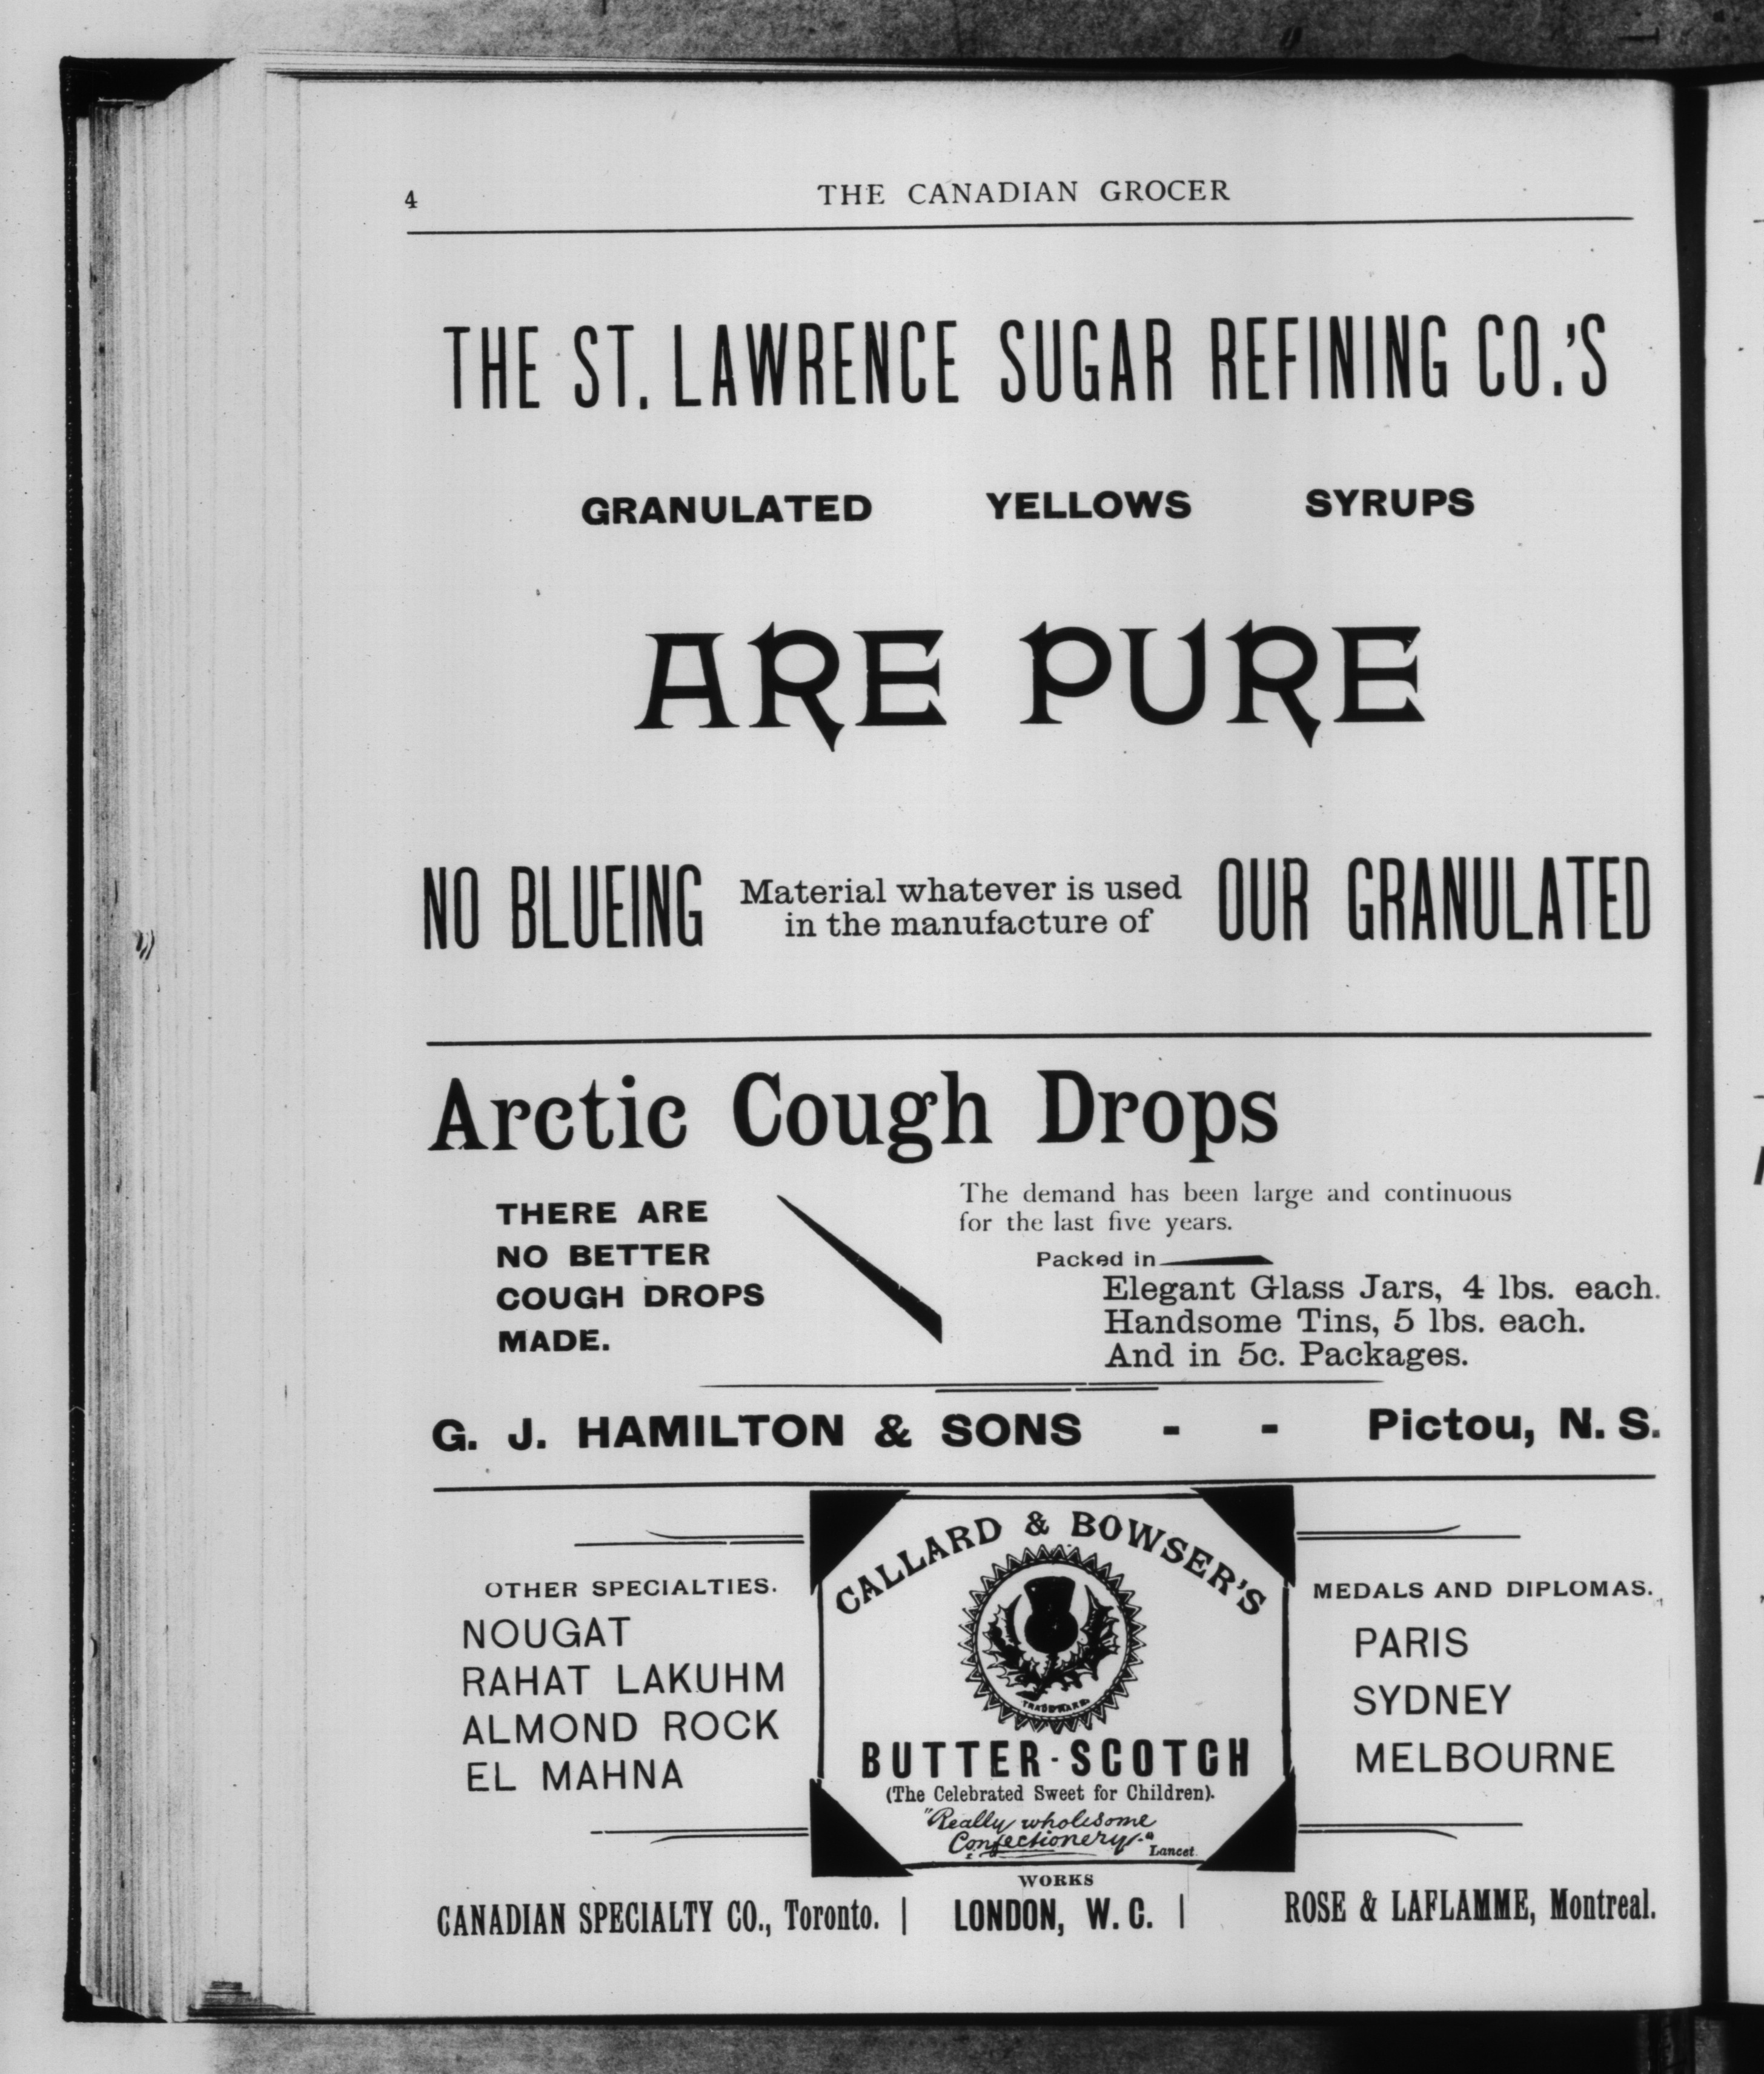 4
THE CANADIAN GROCER
THE ST. LAWRENCE SUGAR REFINING CO.'S
GRANULATED YELLOWS SYRUPS
ARE PURE
NO BLUEING Material whatever is used in the manufacture of OUR GRANULATED
Arctic Cough Drops
THERE ARE
NO BETTER
COUGH DROPS
MADE.
The demand has been large and continuous
for the last five years.
Packed in
Elegant Glass Jars, 4 lbs. each.
Handsome Tins, 5 lbs. each.
And in 5c. Packages.
G. J. HAMILTON & SONS - - Pictou, N. S.
OTHER SPECIALTIES.
NOUGAT
RAHAT LAKUHM
ALMOND ROCK
EL MAHNA
CALLARD & BOWSER'S
TRADE MARK
BUTTER-SCOTCH
(The Celebrated Sweet for Children).
"Really wholesome
Confectionery."
Lancet
MEDALS AND DIPLOMAS.
PARIS
SYDNEY
MELBOURNE
WORKS
CANADIAN SPECIALTY CO., Toronto. | LONDON, W. C. | ROSE & LAFLAMME, Montreal.